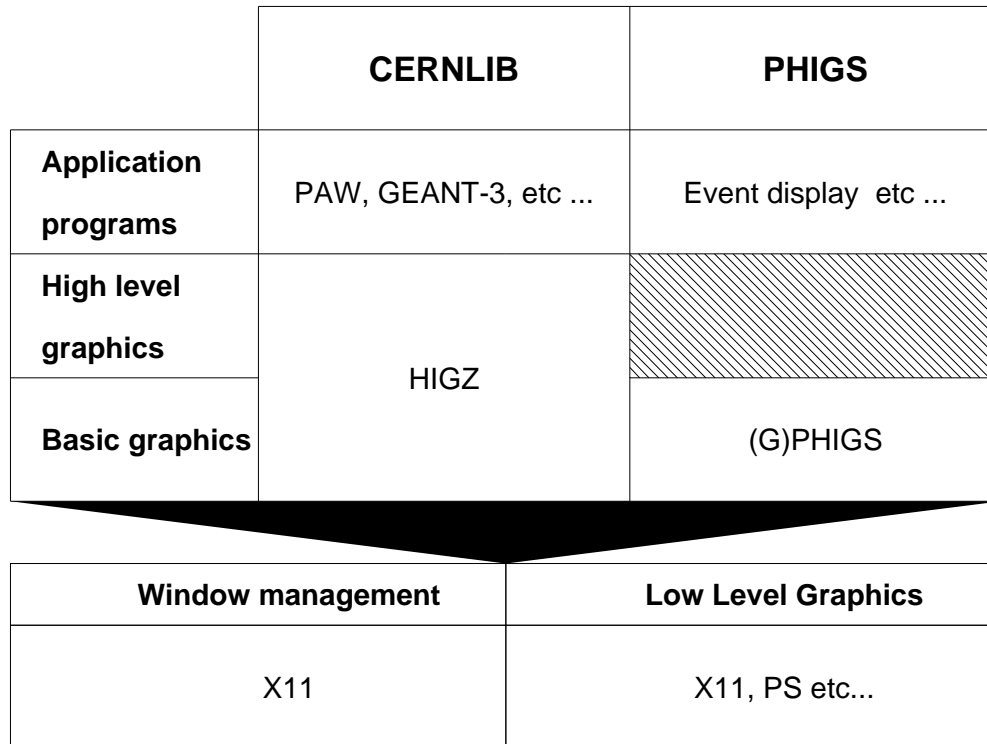 CERNLIB PHIGS
Application
programs
PAW, GEANT-3, etc ...
Event display etc ...
High level
graphics
HIGZ
Basic graphics
(G)PHIGS
Window management Low Level Graphics
X11 X11, PS etc...